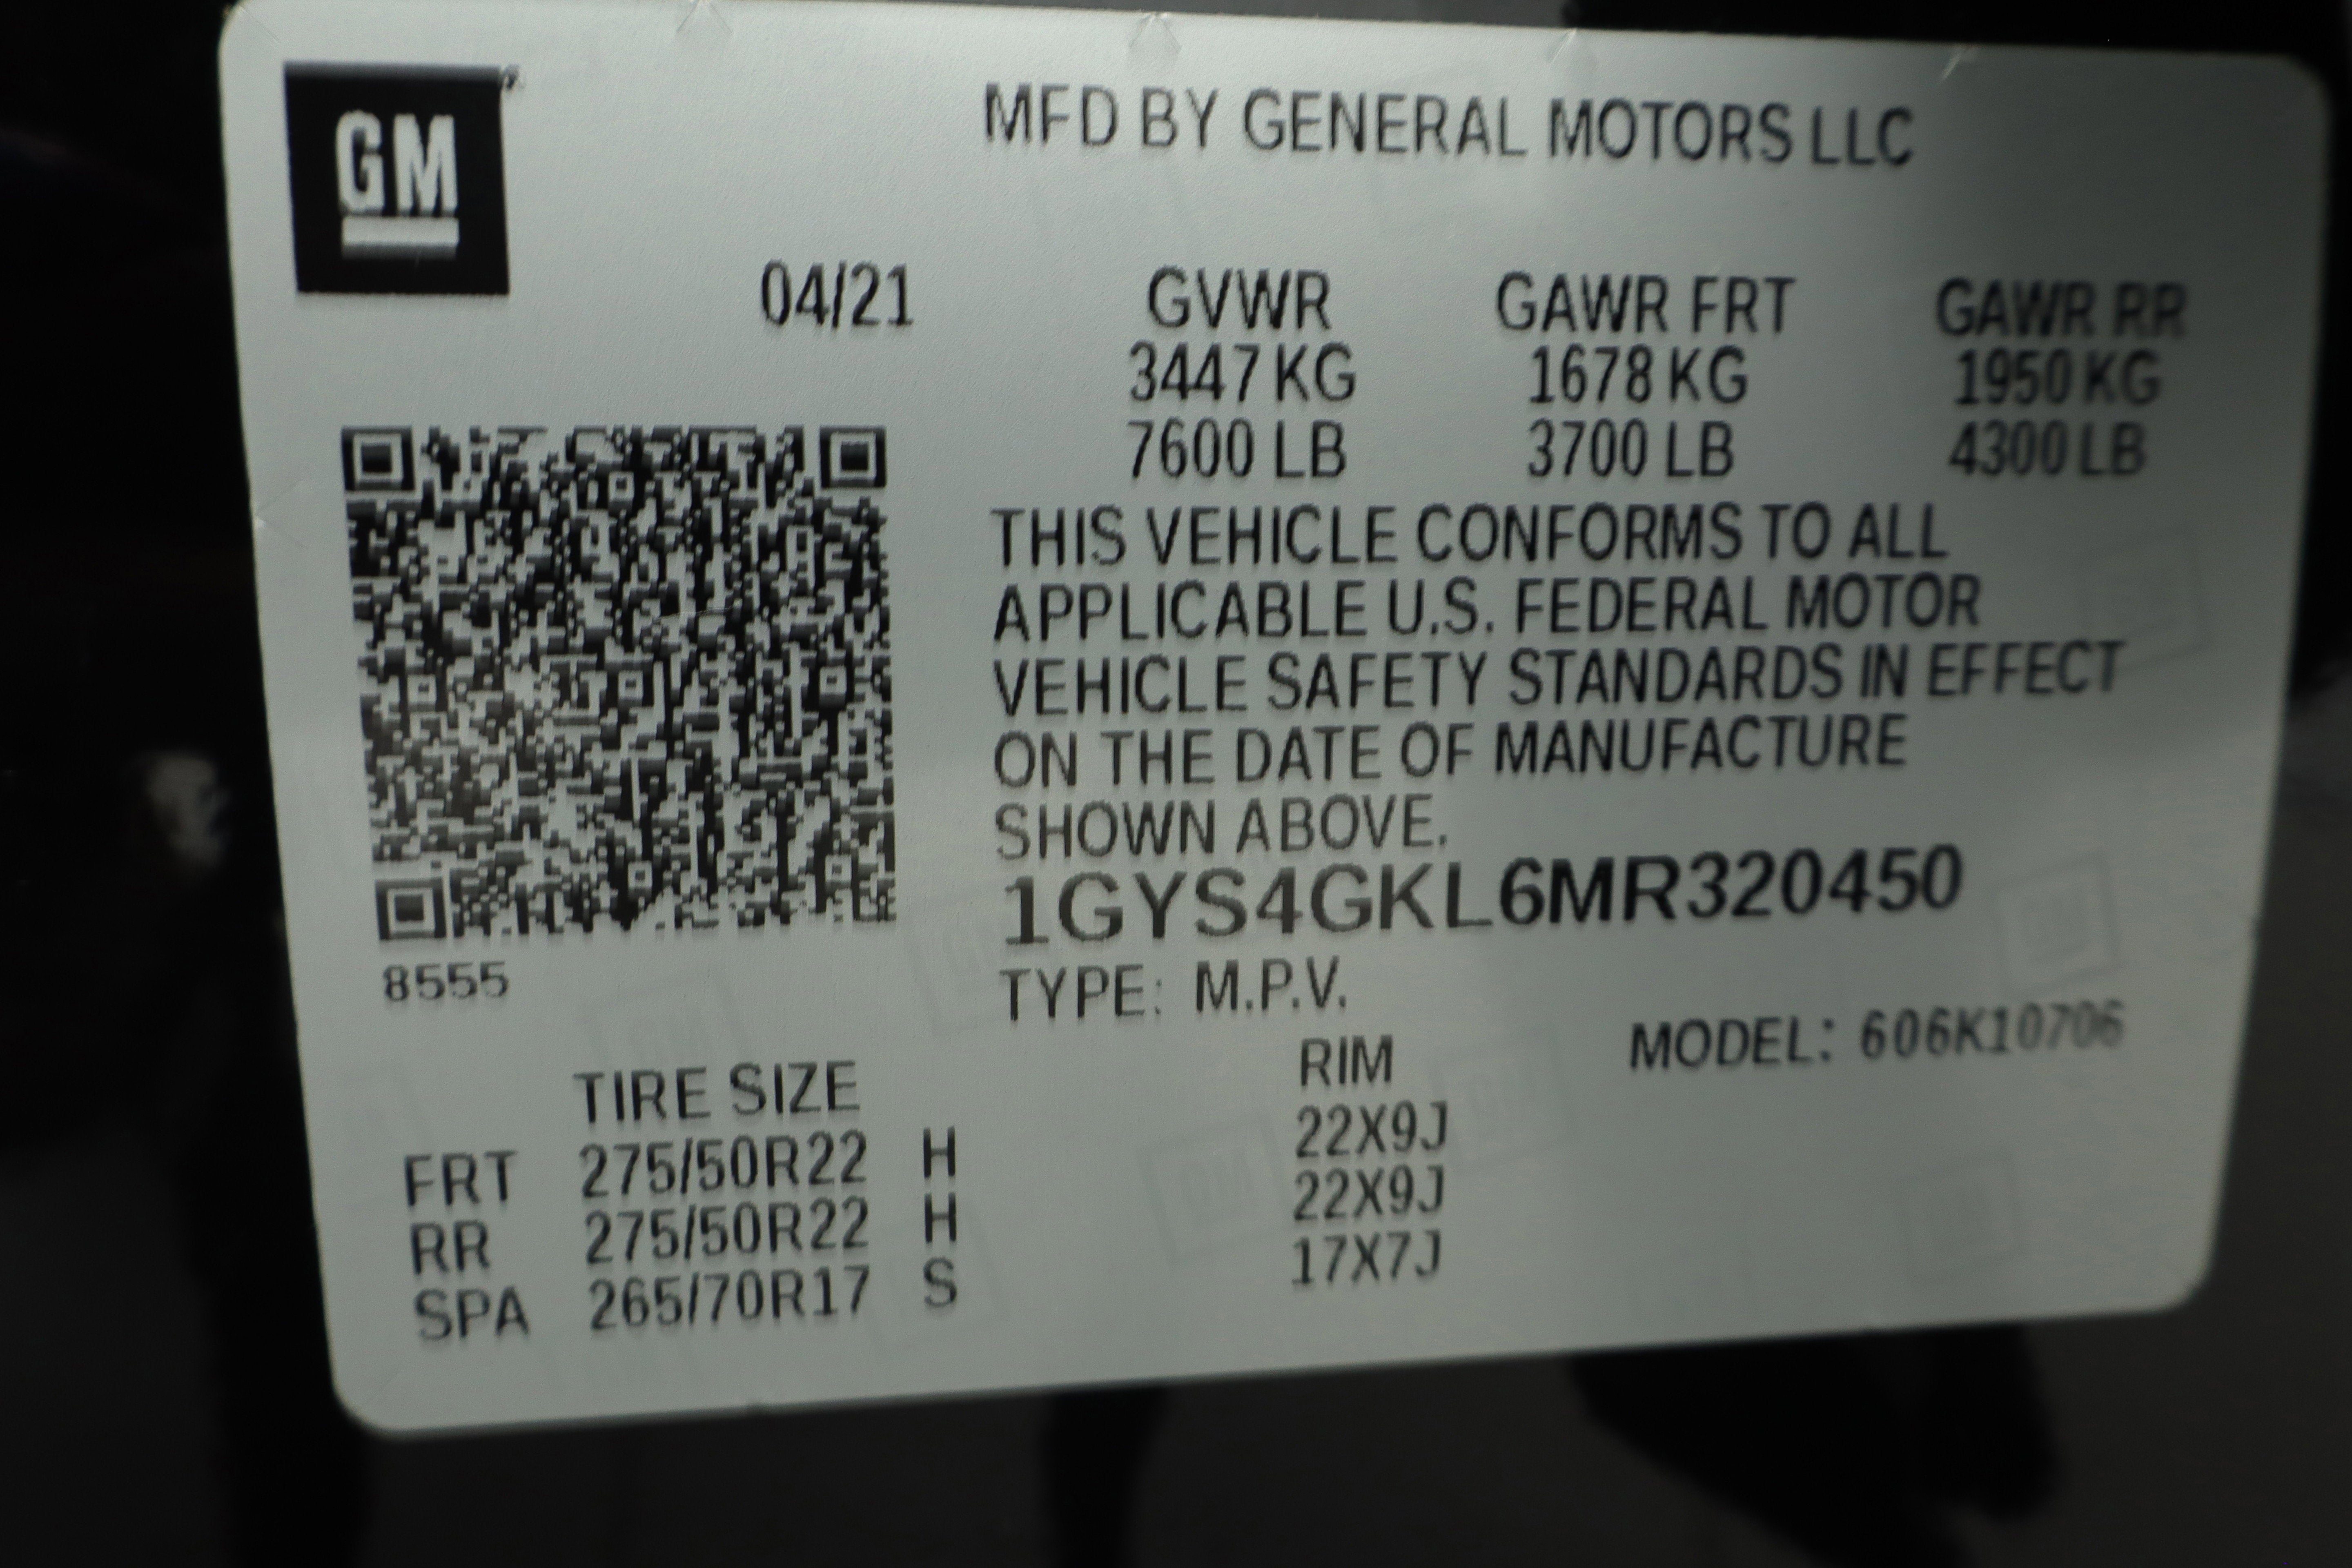 GM
MFD BY GENERAL MOTORS LLC
04/21 GVWR GAWR FRT GAWR RR
3447 KG 1678 KG 1950 KG
7600 LB 3700 LB 4300 LB
THIS VEHICLE CONFORMS TO ALL
APPLICABLE U.S. FEDERAL MOTOR
VEHICLE SAFETY STANDARDS IN EFFECT
ON THE DATE OF MANUFACTURE
SHOWN ABOVE.
1GYS4GKL6MR320450
8555
TYPE: M.P.V.
MODEL: 606K10706
TIRE SIZE RIM
FRT 275/50R22 H 22X9J
RR 275/50R22 H 22X9J
SPA 265/70R17 S 17X7J